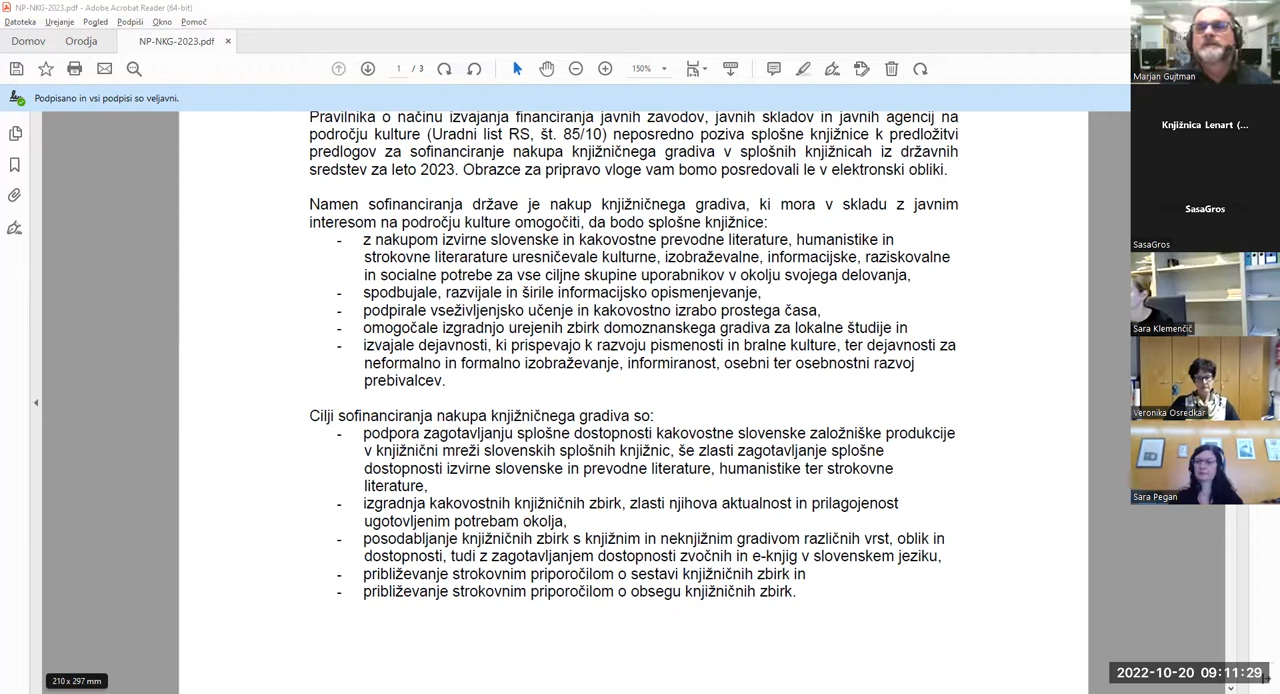 NP-NKG-2023.pdf - Adobe Acrobat Reader (64-bit)
Datoteka Urejanje Pogled Podpiši Okno Pomoč
Domov Orodja NP-NKG-2023.pdf ×
1 / 3 150%
Podpisano in vsi podpisi so veljavni.
Pravilnika o načinu izvajanja financiranja javnih zavodov, javnih skladov in javnih agencij na
področju kulture (Uradni list RS, št. 85/10) neposredno poziva splošne knjižnice k predložitvi
predlogov za sofinanciranje nakupa knjižničnega gradiva v splošnih knjižnicah iz državnih
sredstev za leto 2023. Obrazce za pripravo vloge vam bomo posredovali le v elektronski obliki.
Namen sofinanciranja države je nakup knjižničnega gradiva, ki mora v skladu z javnim
interesom na področju kulture omogočiti, da bodo splošne knjižnice:
- z nakupom izvirne slovenske in kakovostne prevodne literature, humanistike in
strokovne literarature uresničevale kulturne, izobraževalne, informacijske, raziskovalne
in socialne potrebe za vse ciljne skupine uporabnikov v okolju svojega delovanja,
- spodbujale, razvijale in širile informacijsko opismenjevanje,
- podpirale vseživljenjsko učenje in kakovostno izrabo prostega časa,
- omogočale izgradnjo urejenih zbirk domoznanskega gradiva za lokalne študije in
- izvajale dejavnosti, ki prispevajo k razvoju pismenosti in bralne kulture, ter dejavnosti za
neformalno in formalno izobraževanje, informiranost, osebni ter osebnostni razvoj
prebivalcev.
Cilji sofinanciranja nakupa knjižničnega gradiva so:
- podpora zagotavljanju splošne dostopnosti kakovostne slovenske založniške produkcije
v knjižnični mreži slovenskih splošnih knjižnic, še zlasti zagotavljanje splošne
dostopnosti izvirne slovenske in prevodne literature, humanistike ter strokovne
literature,
- izgradnja kakovostnih knjižničnih zbirk, zlasti njihova aktualnost in prilagojenost
ugotovljenim potrebam okolja,
- posodabljanje knjižničnih zbirk s knjižnim in neknjižnim gradivom različnih vrst, oblik in
dostopnosti, tudi z zagotavljanjem dostopnosti zvočnih in e-knjig v slovenskem jeziku,
- približevanje strokovnim priporočilom o sestavi knjižničnih zbirk in
- približevanje strokovnim priporočilom o obsegu knjižničnih zbirk.
210 x 297 mm
Marjan Gujtman
Knjižnica Lenart (...
SasaGros
SasaGros
Sara Klemenčič
Veronika Osredkar
Sara Pegan
2022-10-20 09:11:29